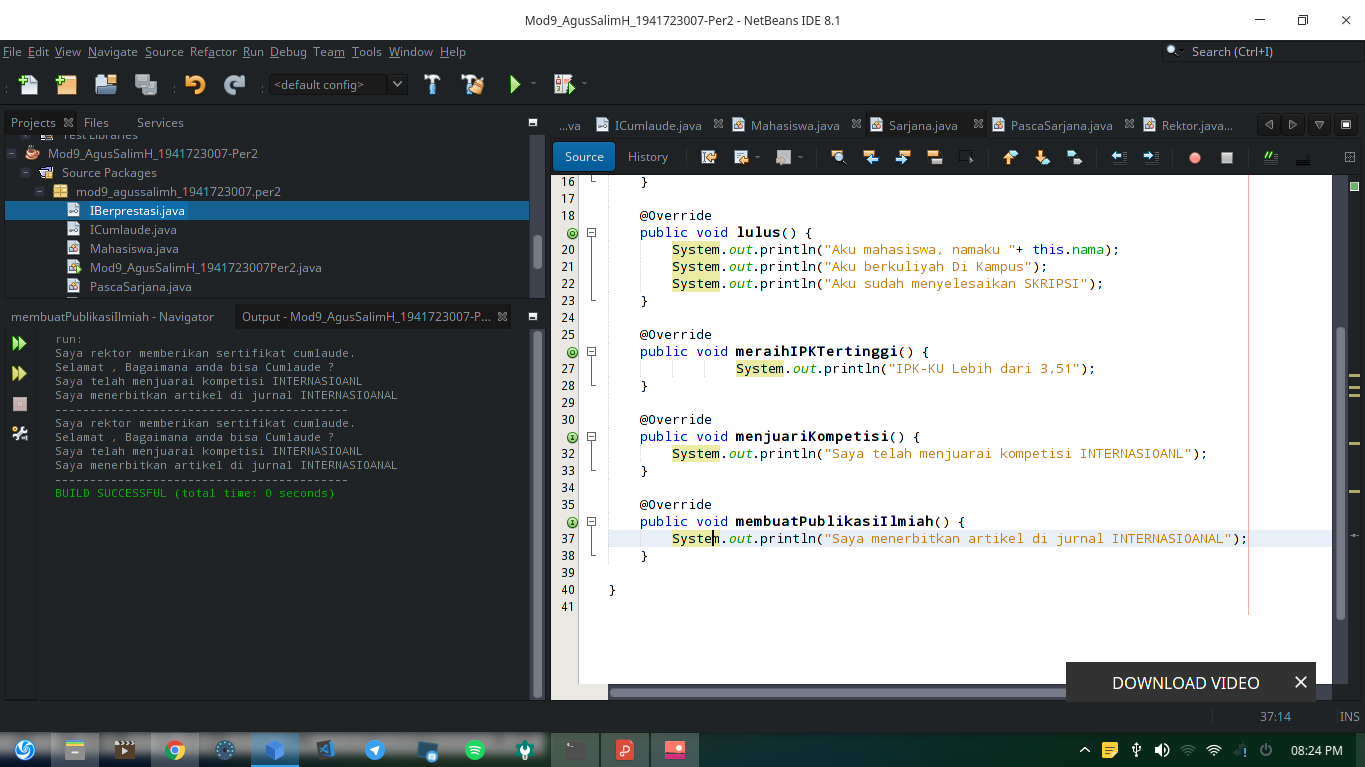 Mod9_AgusSalimH_1941723007-Per2 - NetBeans IDE 8.1
File Edit View Navigate Source Refactor Run Debug Team Tools Window Help
Search (Ctrl+I)
<default config>
Projects Files Services
Test Libraries
Mod9_AgusSalimH_1941723007-Per2
Source Packages
mod9_agussalimh_1941723007.per2
IBerprestasi.java
ICumlaude.java
Mahasiswa.java
Mod9_AgusSalimH_1941723007Per2.java
PascaSarjana.java
membuatPublikasiIlmiah - Navigator
Output - Mod9_AgusSalimH_1941723007-P...
run:
Saya rektor memberikan sertifikat cumlaude.
Selamat , Bagaimana anda bisa Cumlaude ?
Saya telah menjuarai kompetisi INTERNASIOANL
Saya menerbitkan artikel di jurnal INTERNASIOANAL
------------------------------------------
Saya rektor memberikan sertifikat cumlaude.
Selamat , Bagaimana anda bisa Cumlaude ?
Saya telah menjuarai kompetisi INTERNASIOANL
Saya menerbitkan artikel di jurnal INTERNASIOANAL
------------------------------------------
BUILD SUCCESSFUL (total time: 0 seconds)
...va ICumlaude.java Mahasiswa.java Sarjana.java PascaSarjana.java Rektor.java...
Source History
16 }
17
18 @Override
public void lulus() {
20 System.out.println("Aku mahasiswa, namaku "+ this.nama);
21 System.out.println("Aku berkuliyah Di Kampus");
22 System.out.println("Aku sudah menyelesaikan SKRIPSI");
23 }
24
25 @Override
public void meraihIPKTertinggi() {
27 System.out.println("IPK-KU Lebih dari 3,51");
28 }
29
30 @Override
public void menjuariKompetisi() {
32 System.out.println("Saya telah menjuarai kompetisi INTERNASIOANL");
33 }
34
35 @Override
public void membuatPublikasiIlmiah() {
37 System.out.println("Saya menerbitkan artikel di jurnal INTERNASIOANAL");
38 }
39
40 }
41
DOWNLOAD VIDEO
37:14 INS
08:24 PM